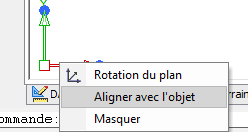 Rotation du plan
Aligner avec l'objet
Masquer
ommande: